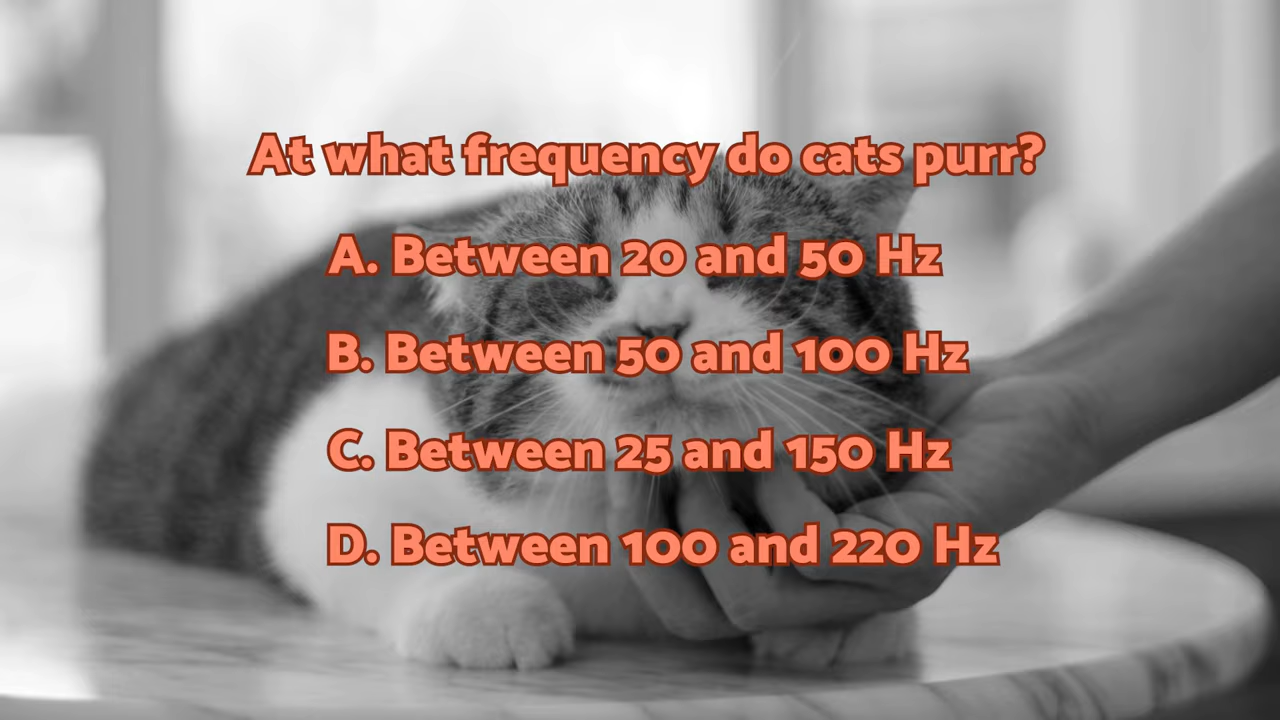 At what frequency do cats purr?
A. Between 20 and 50 Hz
B. Between 50 and 100 Hz
C. Between 25 and 150 Hz
D. Between 100 and 220 Hz